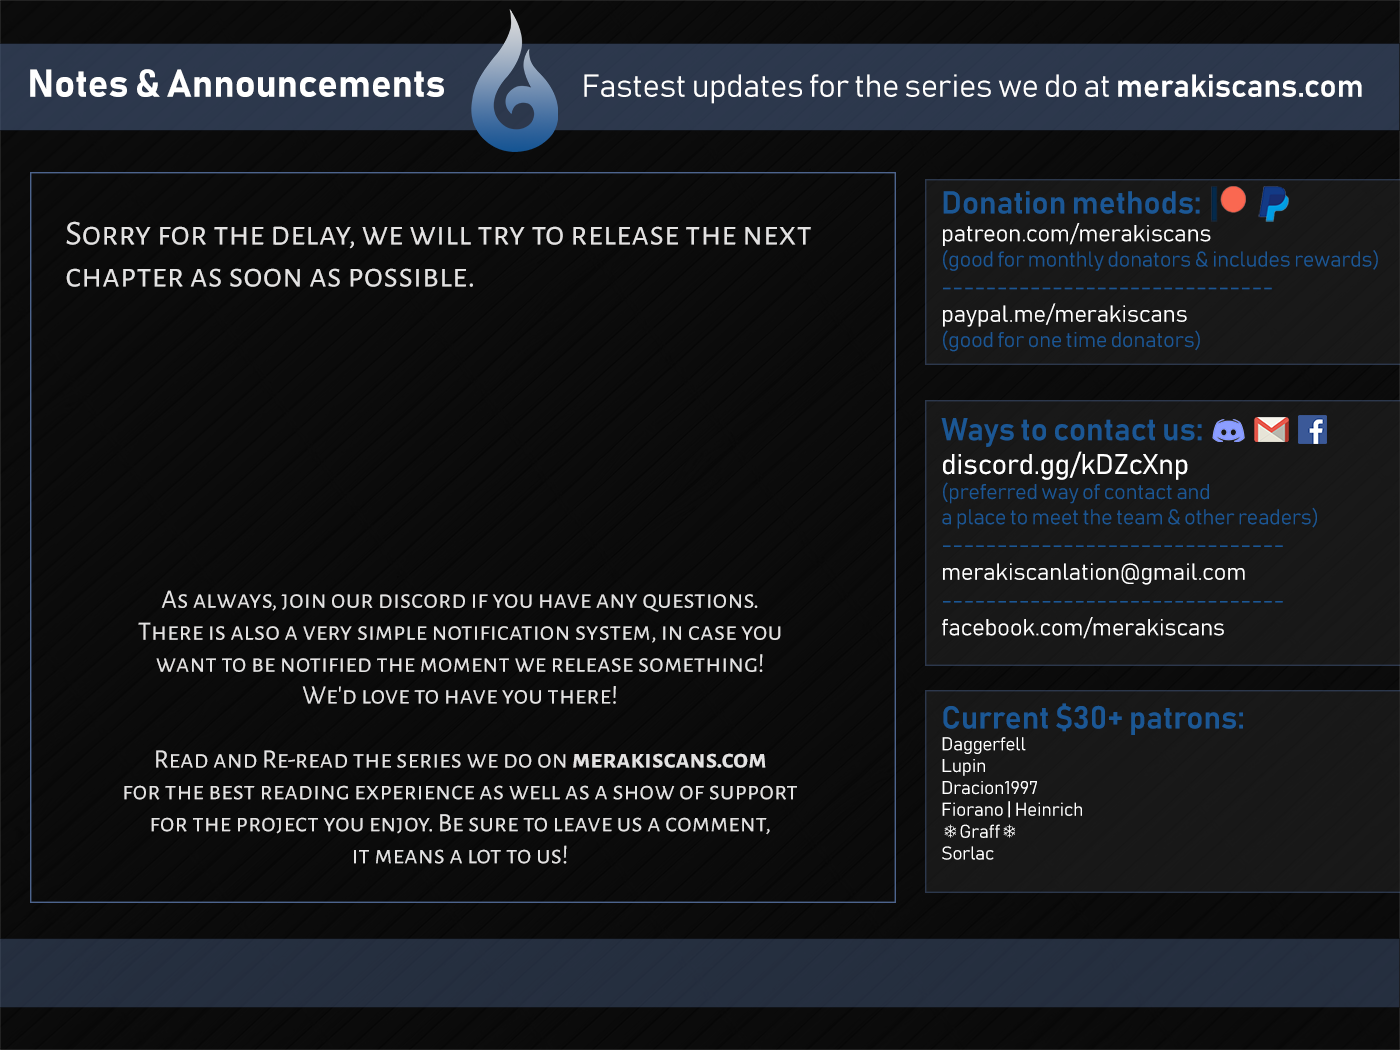 Notes & Announcements
Fastest updates for the series we do at merakiscans.com
Sorry for the delay, we will try to release the next
chapter as soon as possible.
As always, join our discord if you have any questions.
There is also a very simple notification system, in case you
want to be notified the moment we release something!
We'd love to have you there!
Read and Re-read the series we do on merakiscans.com
for the best reading experience as well as a show of support
for the project you enjoy. Be sure to leave us a comment,
it means a lot to us!
Donation methods:
patreon.com/merakiscans
(good for monthly donators & includes rewards)
------------------------------
paypal.me/merakiscans
(good for one time donators)
Ways to contact us:
discord.gg/kDZcXnp
(preferred way of contact and
a place to meet the team & other readers)
-------------------------------
merakiscanlation@gmail.com
-------------------------------
facebook.com/merakiscans
Current $30+ patrons:
Daggerfell
Lupin
Dracion1997
Fiorano | Heinrich
❄Graff❄
Sorlac